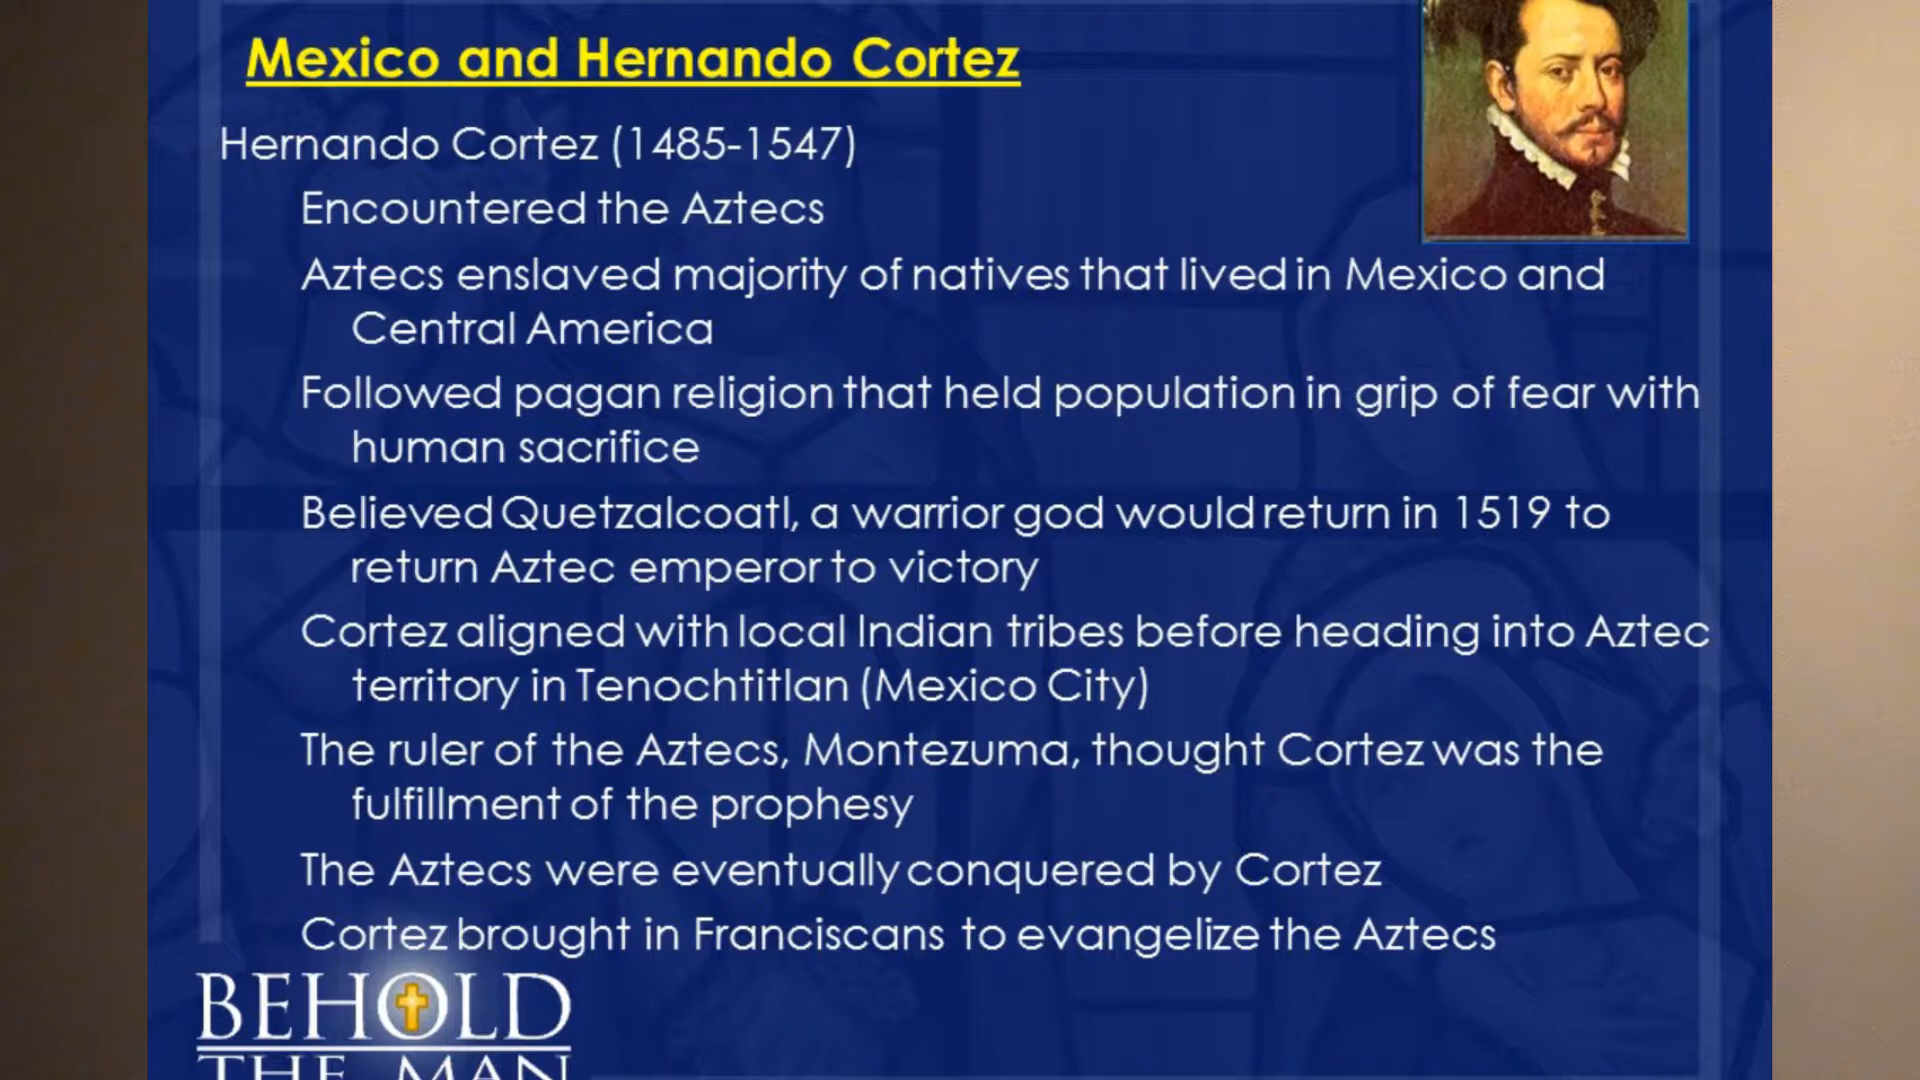 Mexico and Hernando Cortez
Hernando Cortez (1485-1547)
Encountered the Aztecs
Aztecs enslaved majority of natives that lived in Mexico and
Central America
Followed pagan religion that held population in grip of fear with
human sacrifice
Believed Quetzalcoatl, a warrior god would return in 1519 to
return Aztec emperor to victory
Cortez aligned with local Indian tribes before heading into Aztec
territory in Tenochtitlan (Mexico City)
The ruler of the Aztecs, Montezuma, thought Cortez was the
fulfillment of the prophesy
The Aztecs were eventually conquered by Cortez
Cortez brought in Franciscans to evangelize the Aztecs
BEHOLD
THE MAN